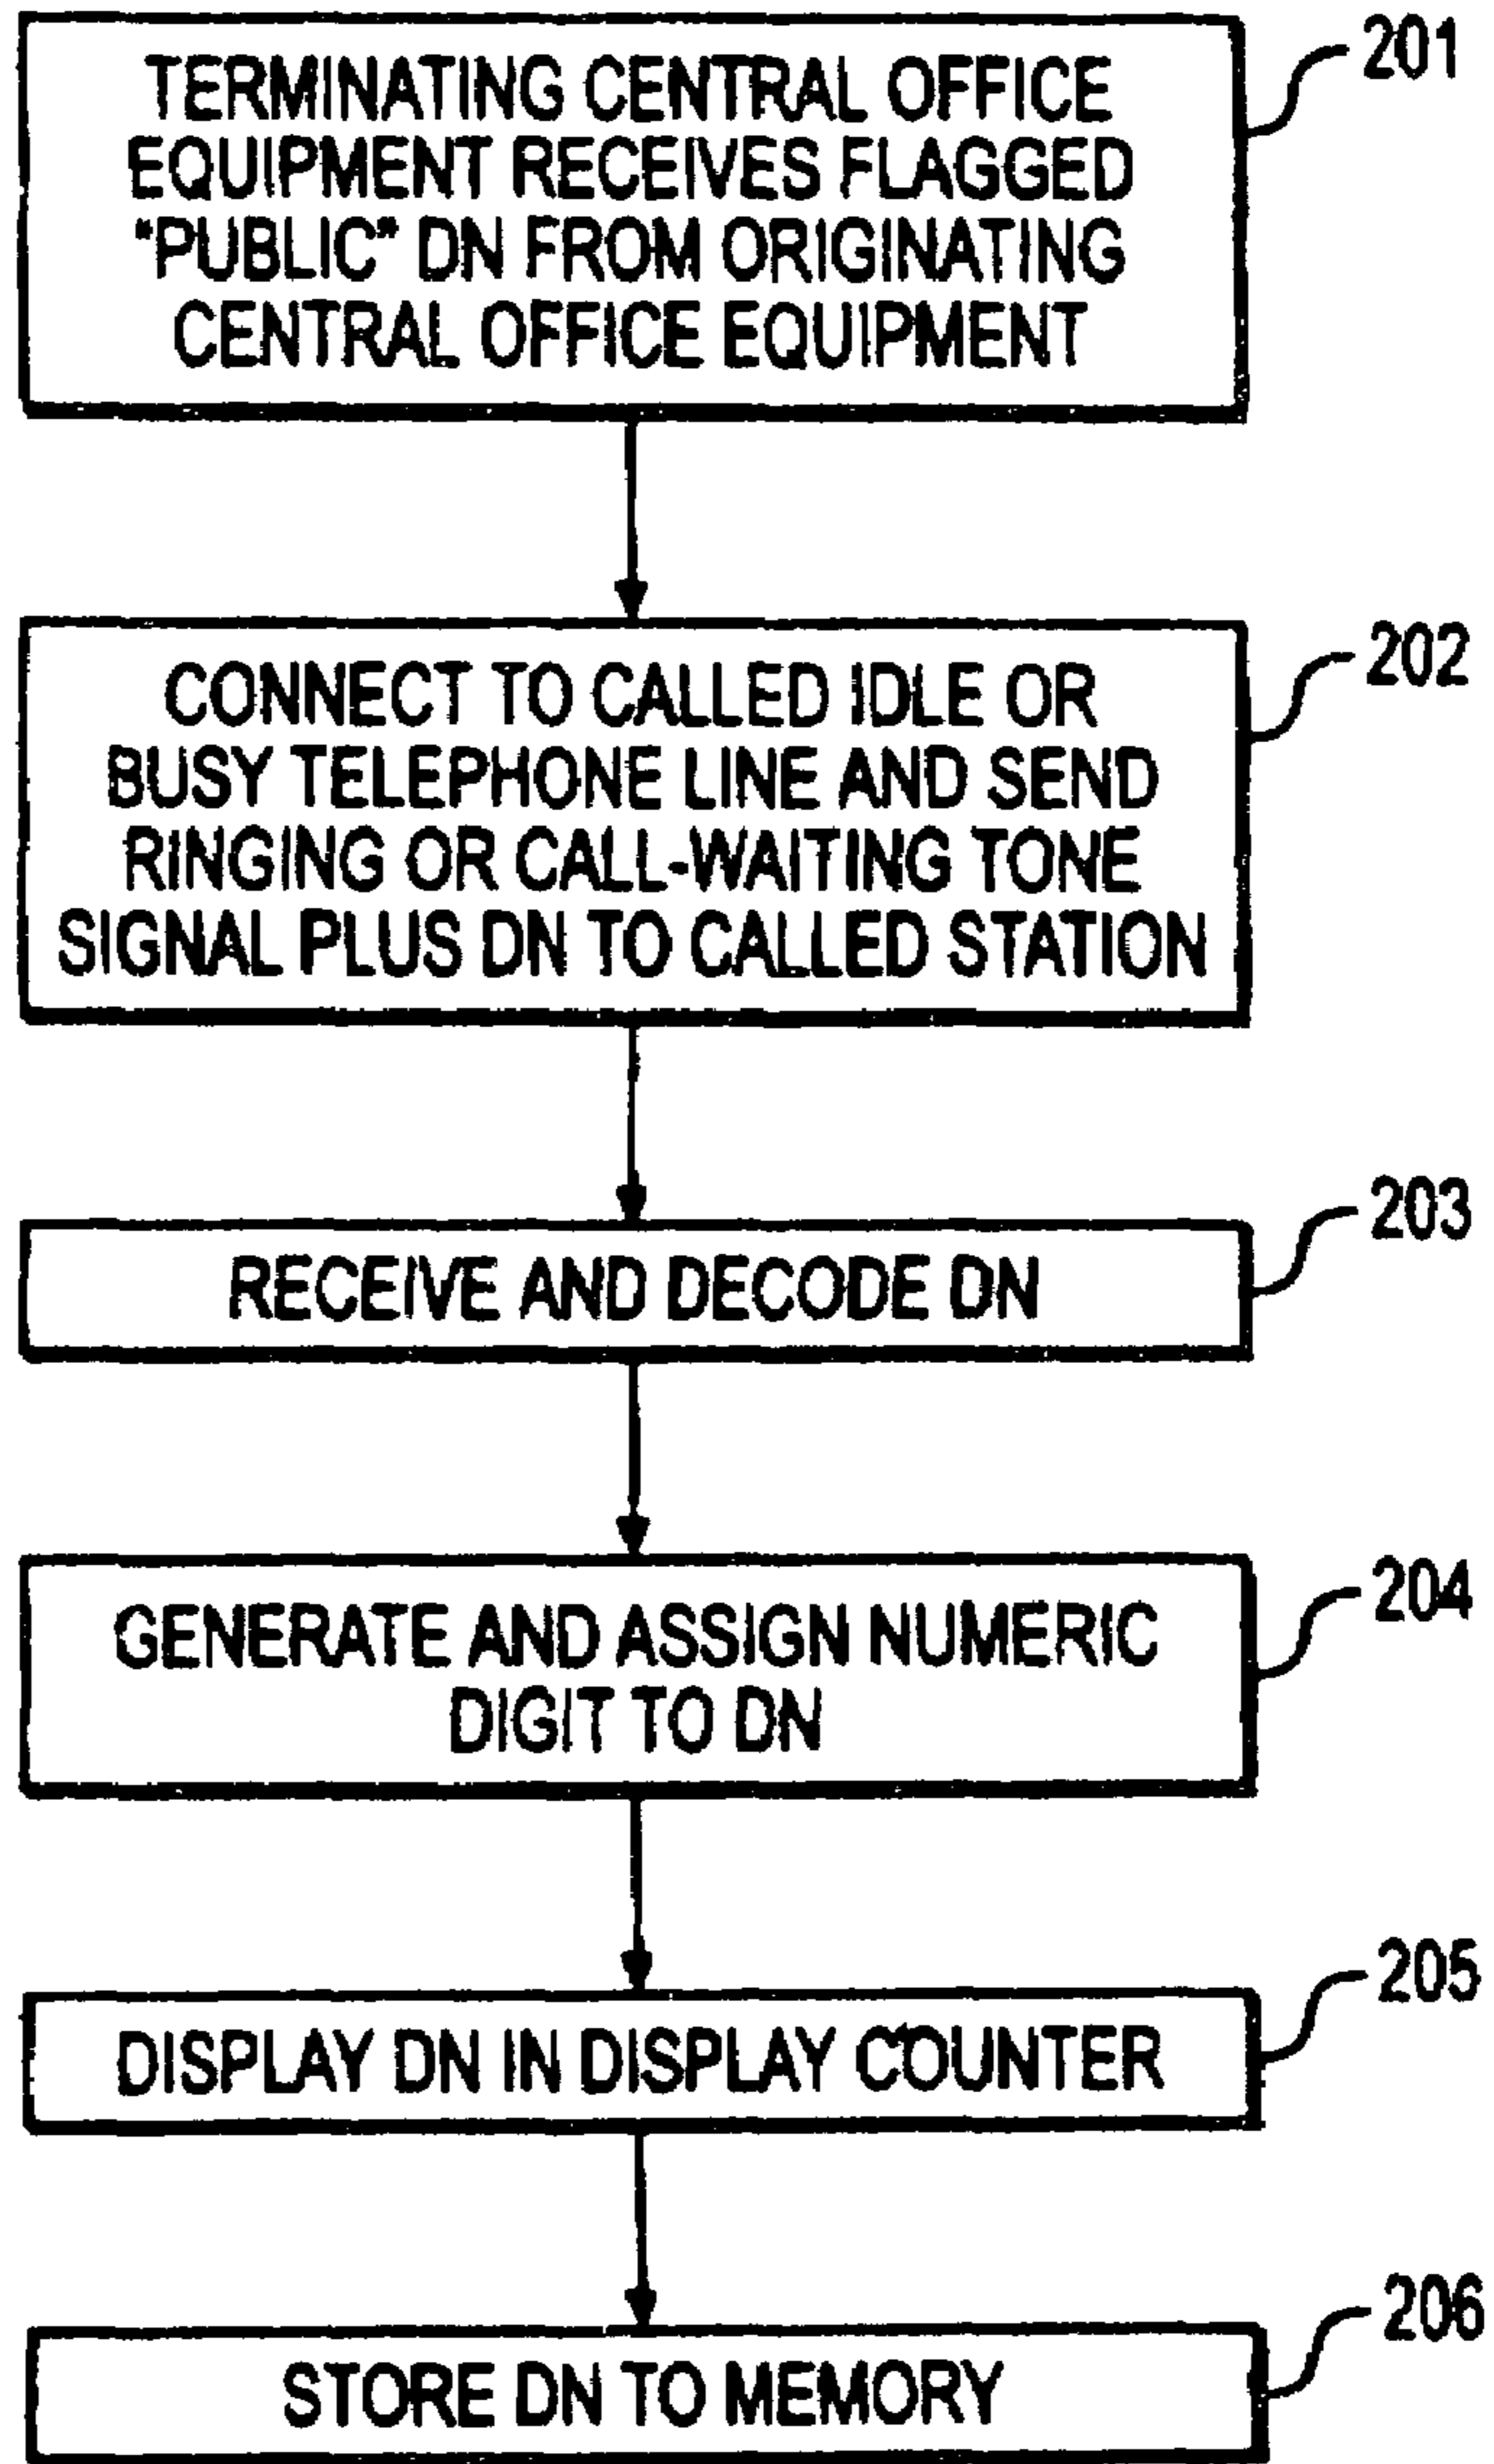 201
TERMINATING CENTRAL OFFICE
EQUIPMENT RECEIVES FLAGGED
"PUBLIC" DN FROM ORIGINATING
CENTRAL OFFICE EQUIPMENT
202
CONNECT TO CALLED IDLE OR
BUSY TELEPHONE LINE AND SEND
RINGING OR CALL-WAITING TONE
SIGNAL PLUS DN TO CALLED STATION
203
RECEIVE AND DECODE DN
204
GENERATE AND ASSIGN NUMERIC
DIGIT TO DN
205
DISPLAY DN IN DISPLAY COUNTER
206
STORE DN TO MEMORY